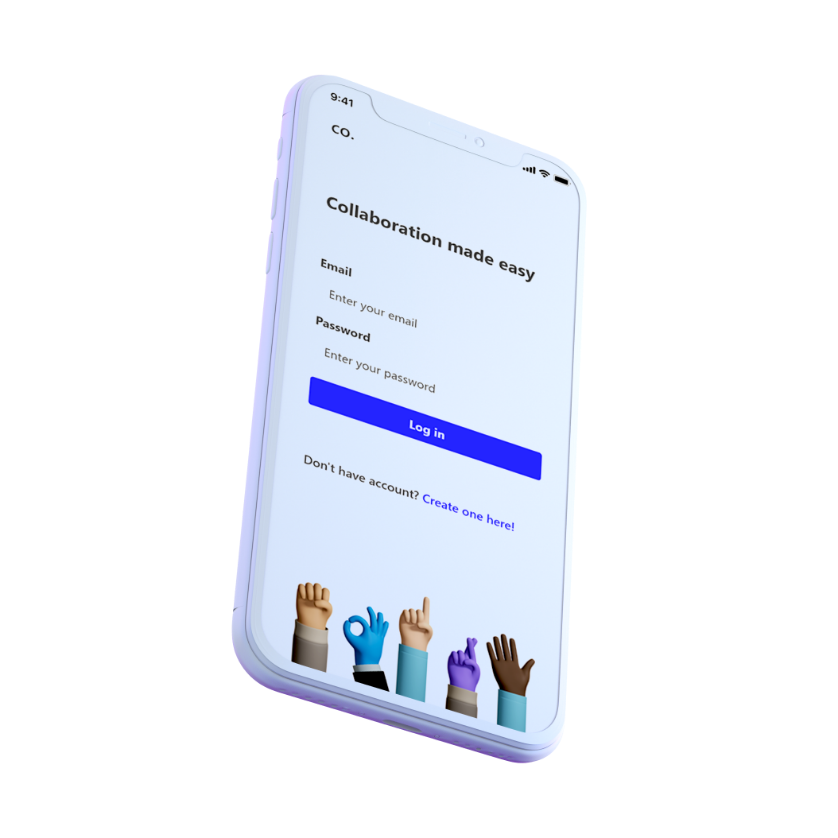 9:41
CO.
Collaboration made easy
Email
Enter your email
Password
Enter your password
Log in
Don't have account? Create one here!